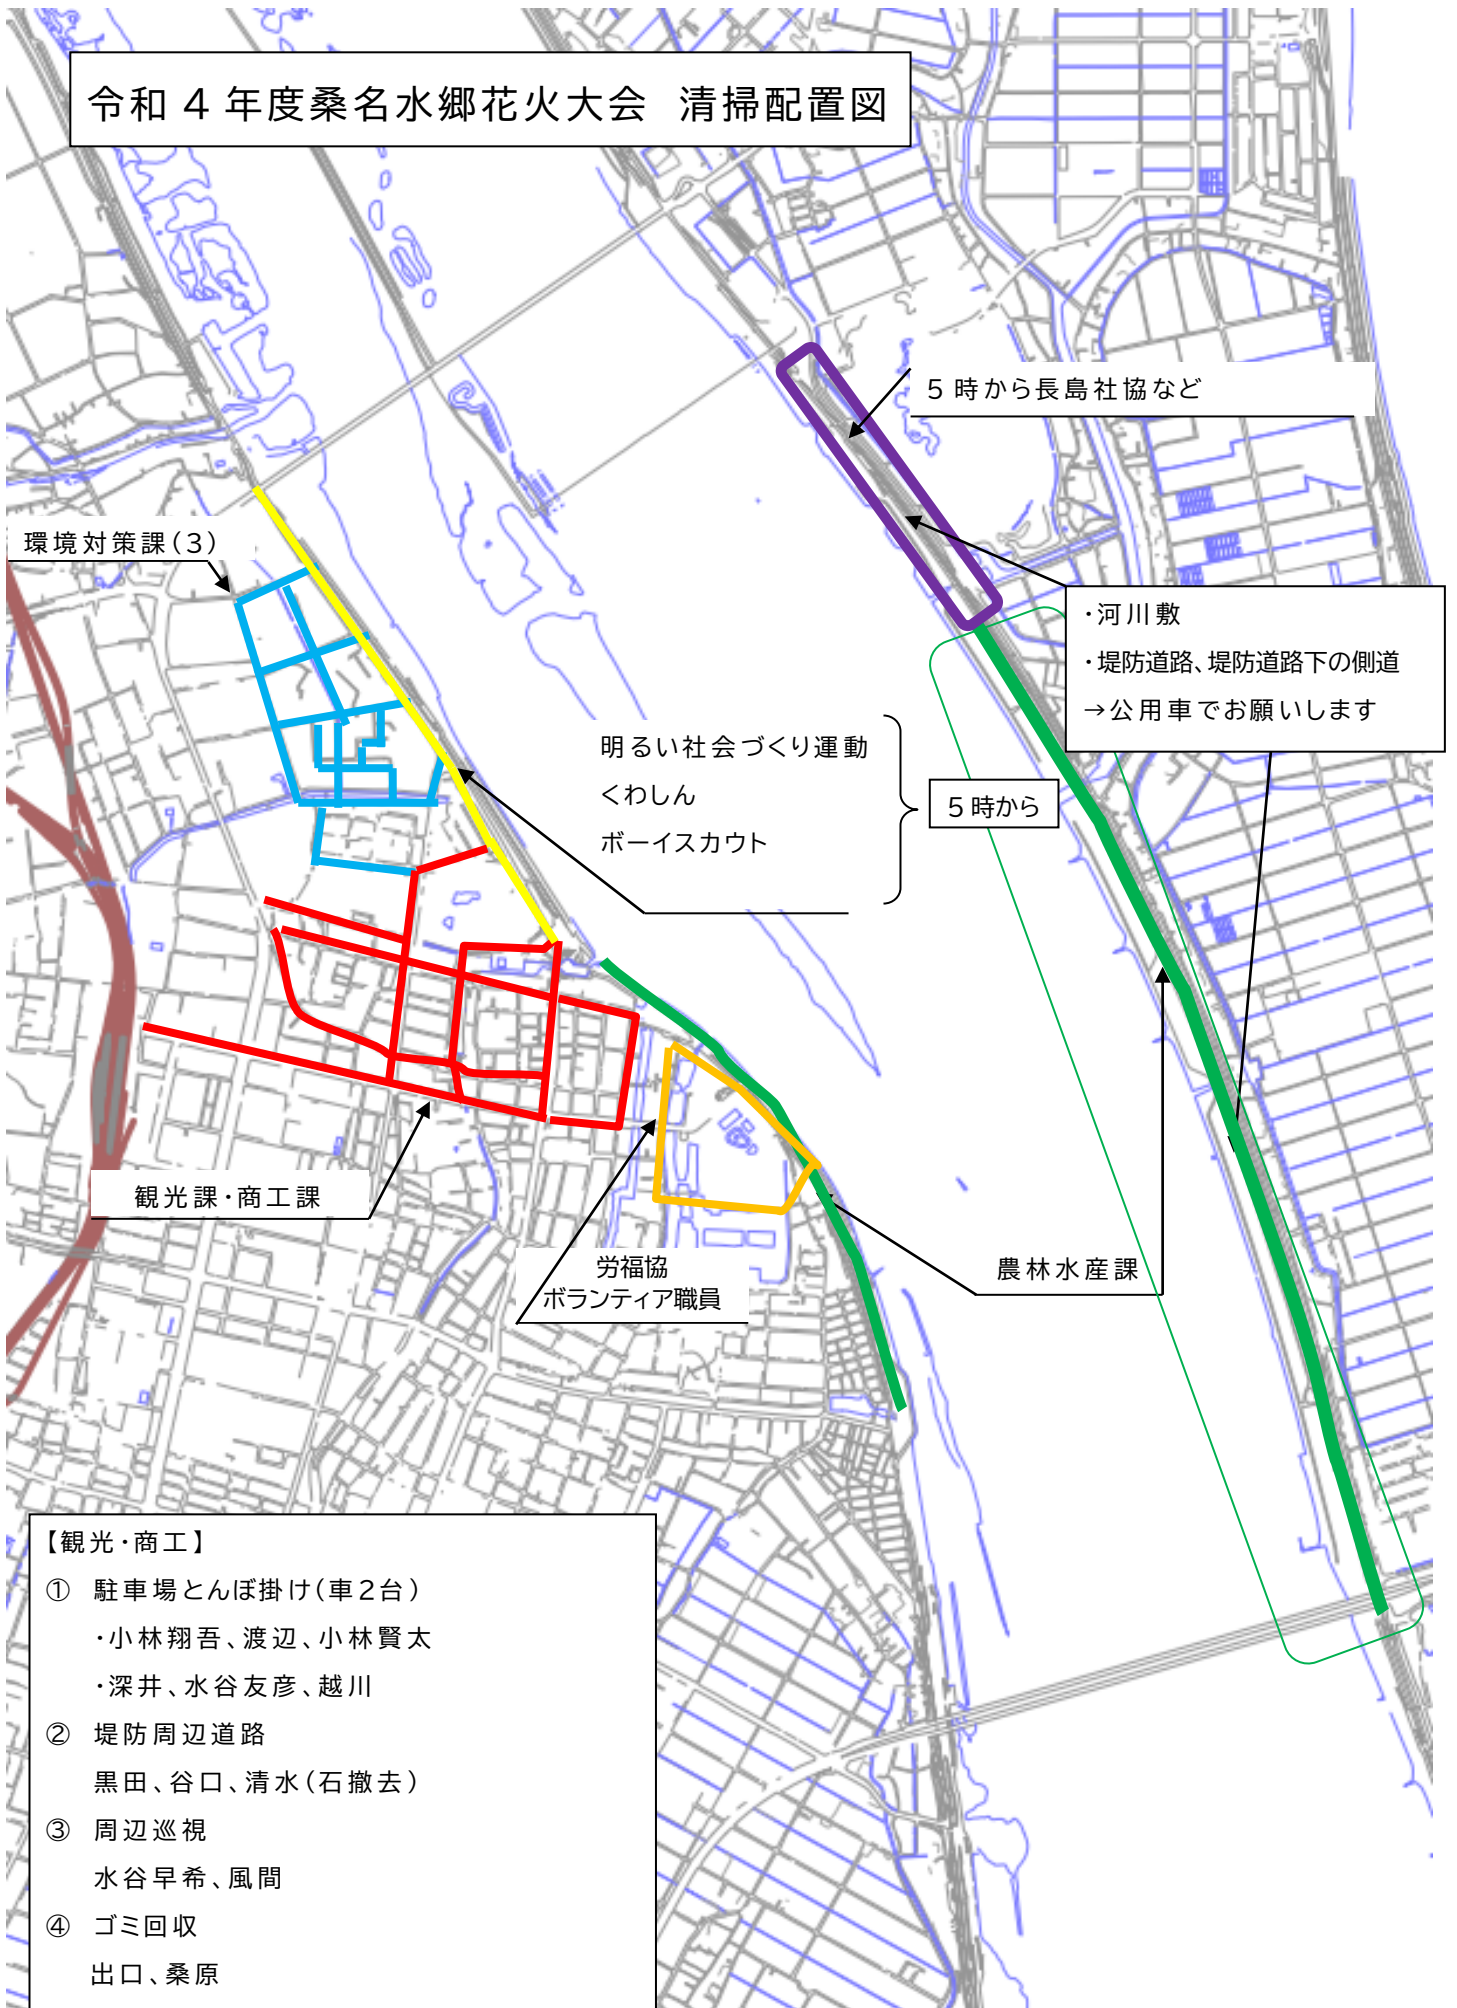 令和4年度桑名水郷花火大会 清掃配置図
5時から長島社協など
環境対策課(3)
・河川敷
・堤防道路、堤防道路下の側道
→公用車でお願いします
明るい社会づくり運動
くわしん
ボーイスカウト
5時から
観光課・商工課
労福協
ボランティア職員
農林水産課
【観光・商工】
① 駐車場とんぼ掛け(車2台)
・小林翔吾、渡辺、小林賢太
・深井、水谷友彦、越川
② 堤防周辺道路
黒田、谷口、清水(石撤去)
③ 周辺巡視
水谷早希、風間
④ ゴミ回収
出口、桑原